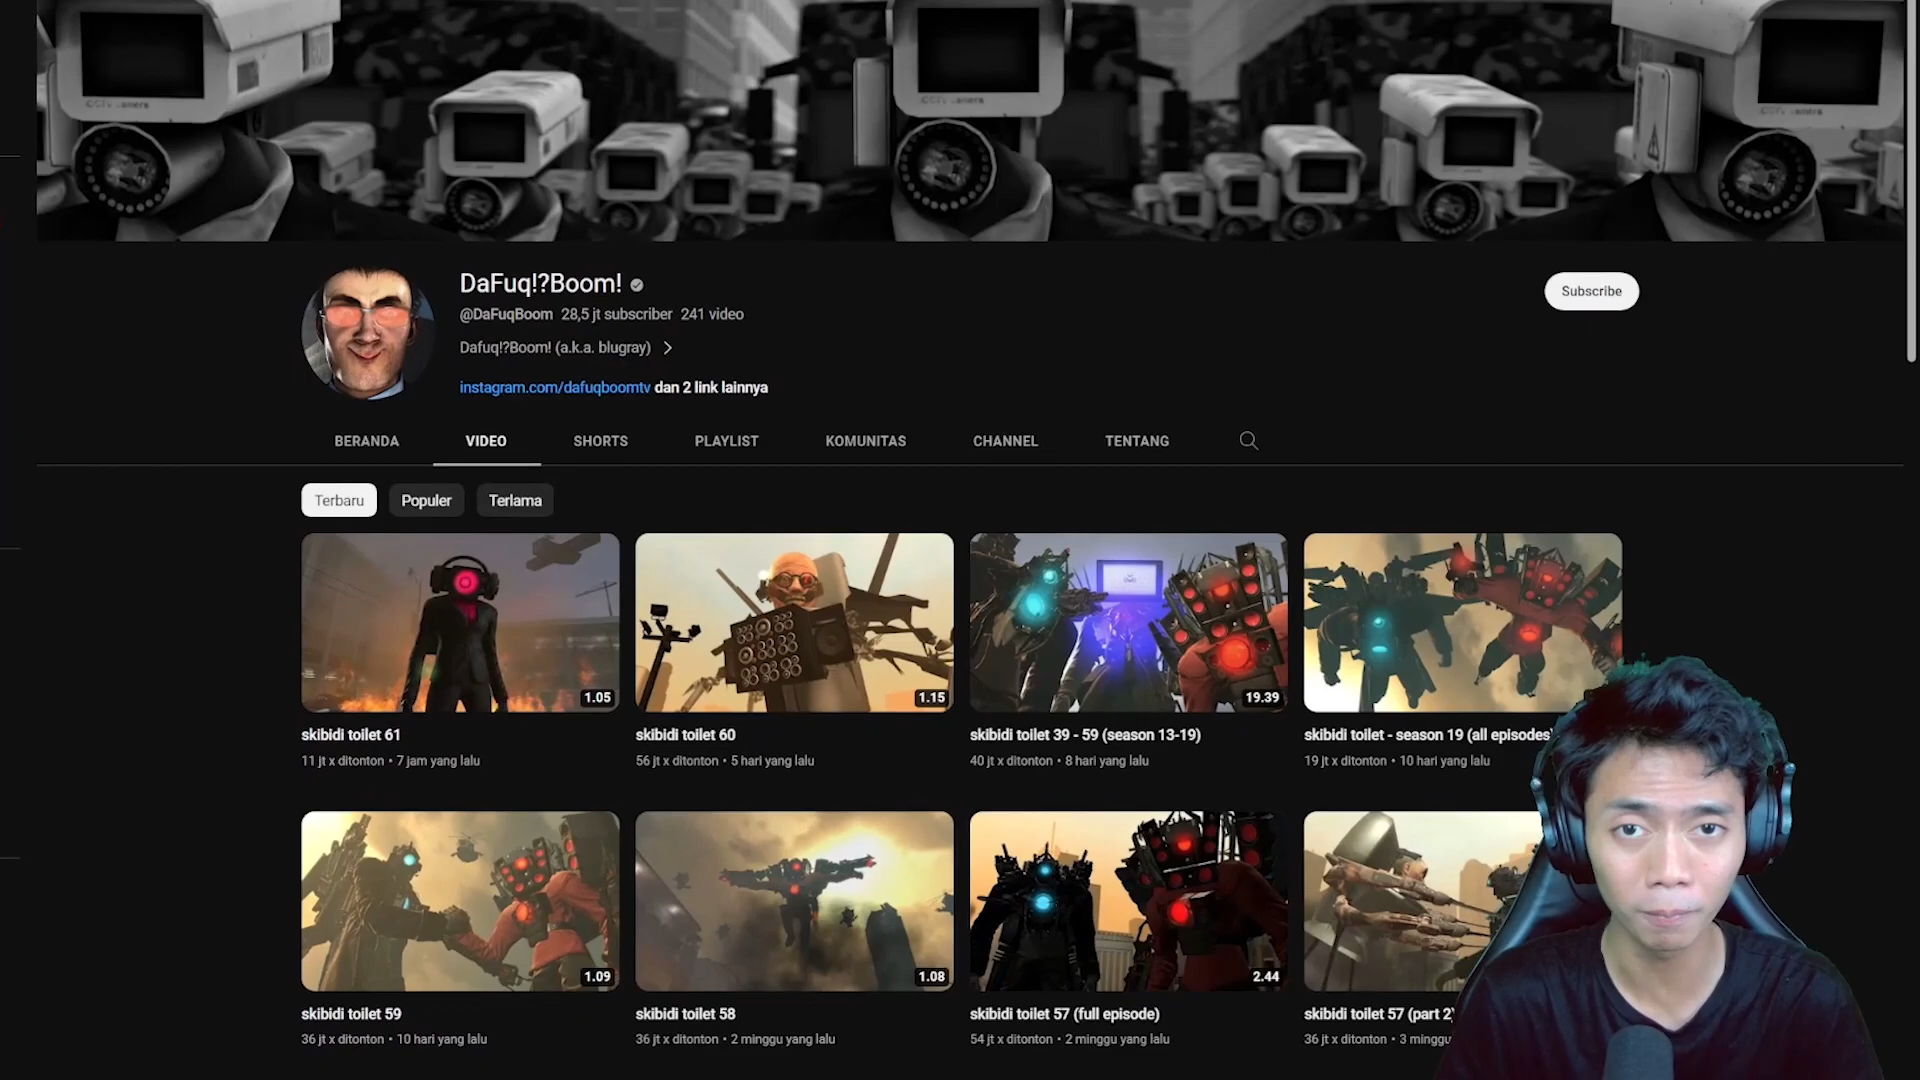 DaFuq!?Boom!
@DaFuqBoom 28,5 jt subscriber 241 video
Dafuq!?Boom! (a.k.a. blugray)
instagram.com/dafuqboomtv dan 2 link lainnya
Subscribe
BERANDA VIDEO SHORTS PLAYLIST KOMUNITAS CHANNEL TENTANG
Terbaru Populer Terlama
1.05
1.15
19.39
skibidi toilet 61
11 jt x ditonton • 7 jam yang lalu
skibidi toilet 60
56 jt x ditonton • 5 hari yang lalu
skibidi toilet 39 - 59 (season 13-19)
40 jt x ditonton • 8 hari yang lalu
skibidi toilet - season 19 (all episodes)
19 jt x ditonton • 10 hari yang lalu
1.09
1.08
2.44
skibidi toilet 59
36 jt x ditonton • 10 hari yang lalu
skibidi toilet 58
36 jt x ditonton • 2 minggu yang lalu
skibidi toilet 57 (full episode)
54 jt x ditonton • 2 minggu yang lalu
skibidi toilet 57 (part 2)
36 jt x ditonton • 3 minggu